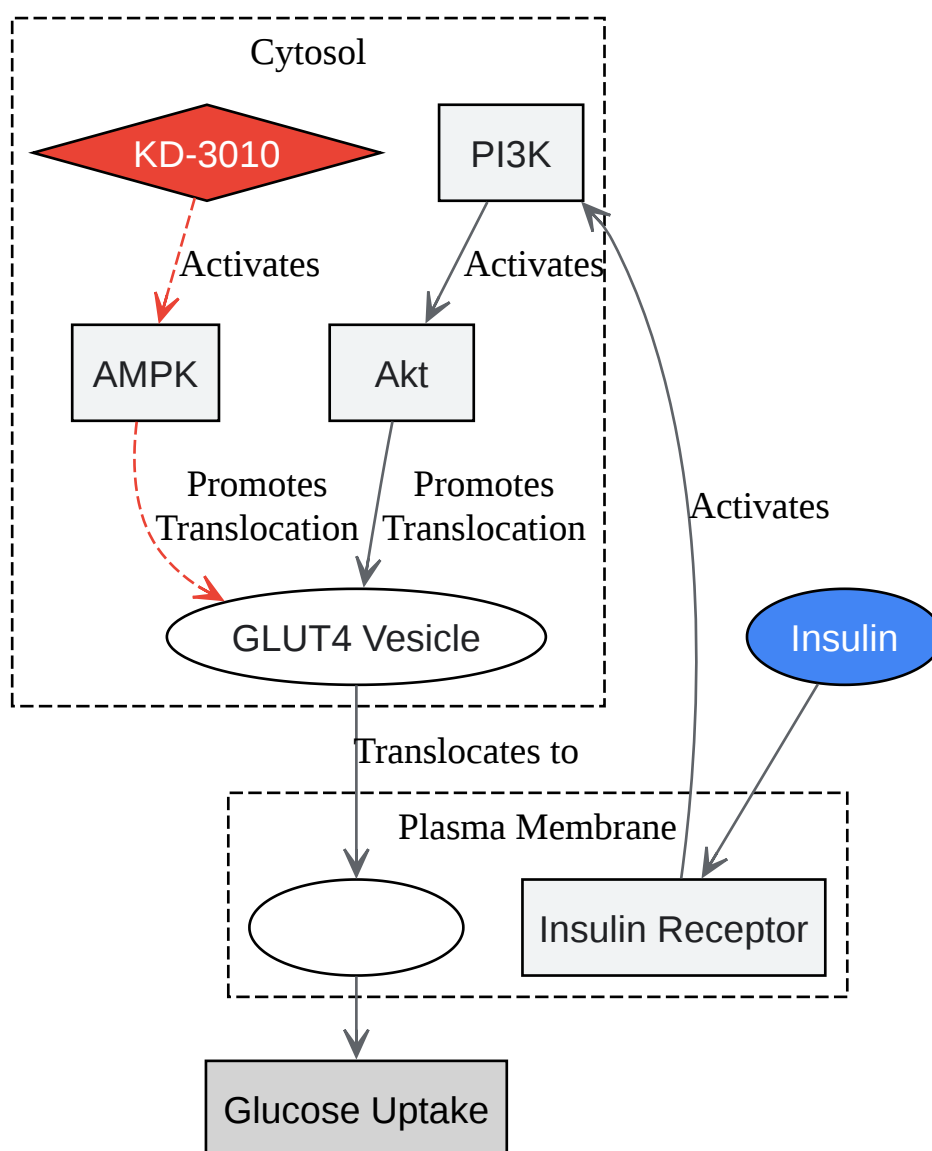 Cytosol
KD-3010
PI3K
Activates
Activates
AMPK
Akt
Promotes
Translocation
Promotes
Translocation
Activates
GLUT4 Vesicle
Insulin
Translocates to
Plasma Membrane
Insulin Receptor
Glucose Uptake